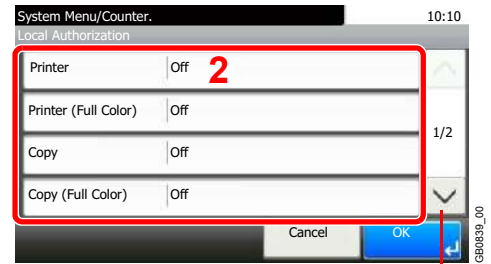 System Menu/Counter. 10:10
Local Authorization
Printer Off 2
Printer (Full Color) Off
1/2
Copy Off
Copy (Full Color) Off
Cancel OK
GB0839_00